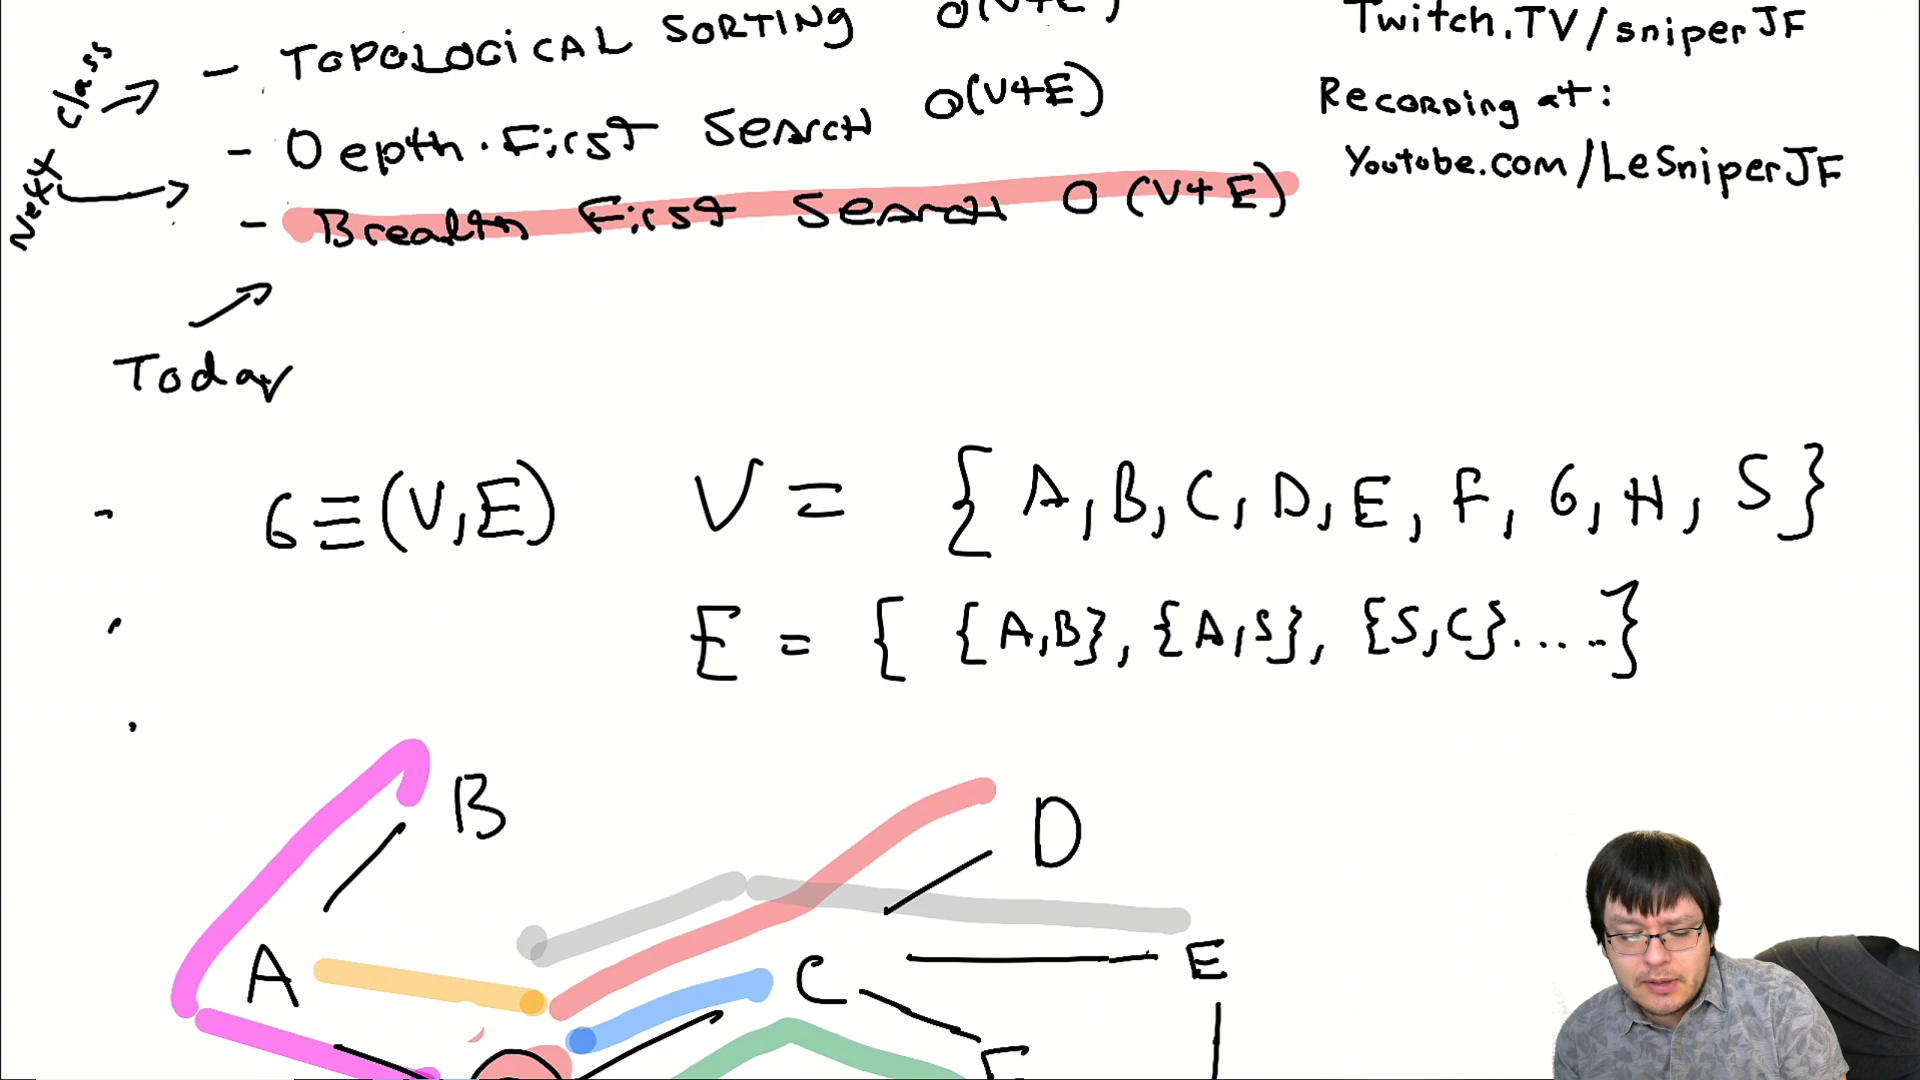 - TOPOLOGICAL SORTING O(V+E)
- Depth-First Search O(V+E)
- Breadth First Search O(V+E)
Next class
Today
Twitch.TV/sniperJF
Recording at:
Youtube.com/LeSniperJF
- G≡(V,E) V = {A,B,C,D,E,F,G,H,S}
E = {{A,B},{A,S},{S,C}.....}
B
D
A
C
E
F